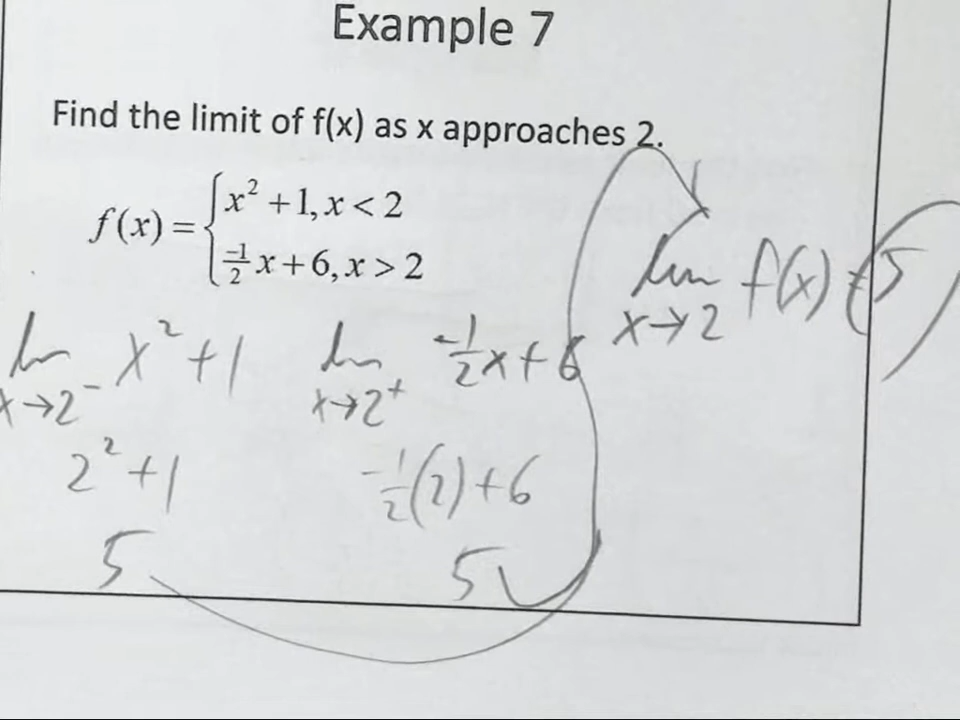 Example 7
Find the limit of f(x) as x approaches 2.
f(x) = { x² + 1, x < 2
-1/2 x + 6, x > 2
lim x→2 f(x) = 5
lim x→2⁻ x² + 1
lim x→2⁺ -1/2 x + 6
2² + 1
-1/2 (2) + 6
5
5